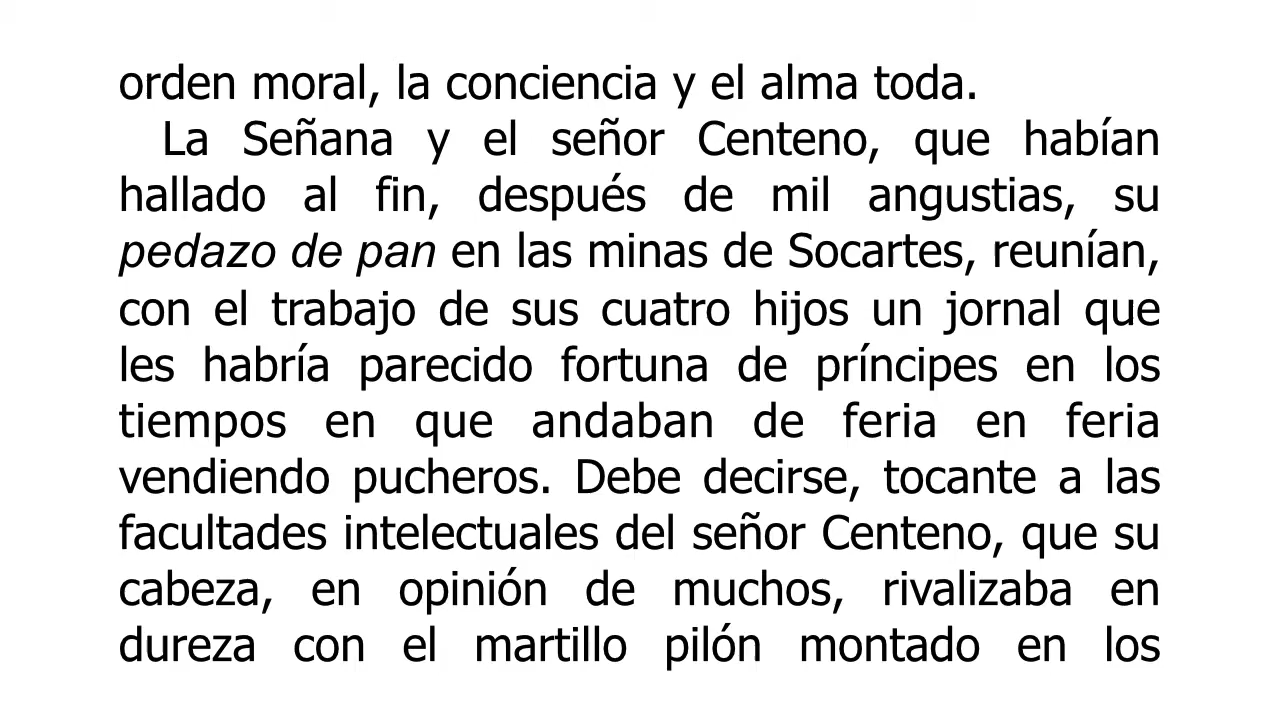 orden moral, la conciencia y el alma toda.
La Señana y el señor Centeno, que habían
hallado al fin, después de mil angustias, su
pedazo de pan en las minas de Socartes, reunían,
con el trabajo de sus cuatro hijos un jornal que
les habría parecido fortuna de príncipes en los
tiempos en que andaban de feria en feria
vendiendo pucheros. Debe decirse, tocante a las
facultades intelectuales del señor Centeno, que su
cabeza, en opinión de muchos, rivalizaba en
dureza con el martillo pilón montado en los